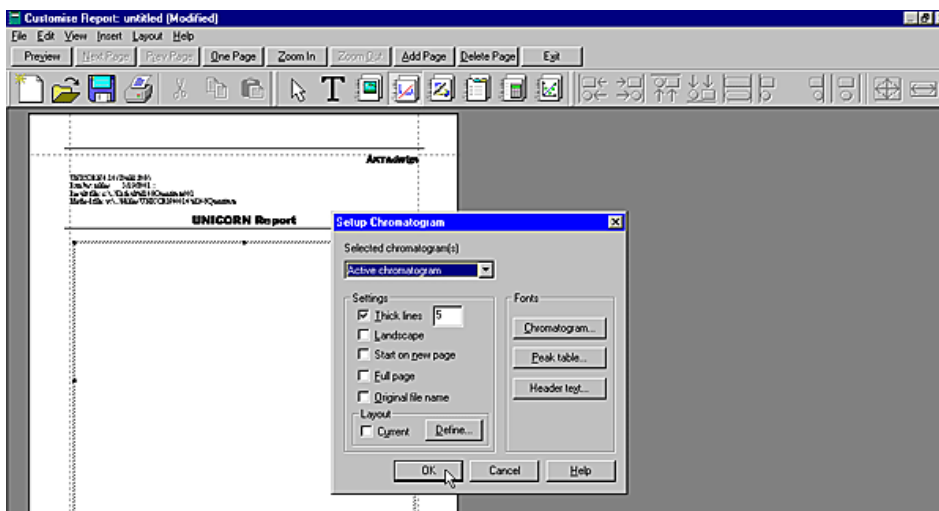 Customise Report: untitled [Modified]
File Edit View Insert Layout Help
Preview Next Page Prev Page One Page Zoom In Zoom Out Add Page Delete Page Exit
UNICORN Report
Setup Chromatogram
Selected chromatogram(s)
Active chromatogram
Settings
Thick lines 5
Landscape
Start on new page
Full page
Original file name
Layout
Current Define...
Fonts
Chromatogram...
Peak table...
Header text...
OK Cancel Help